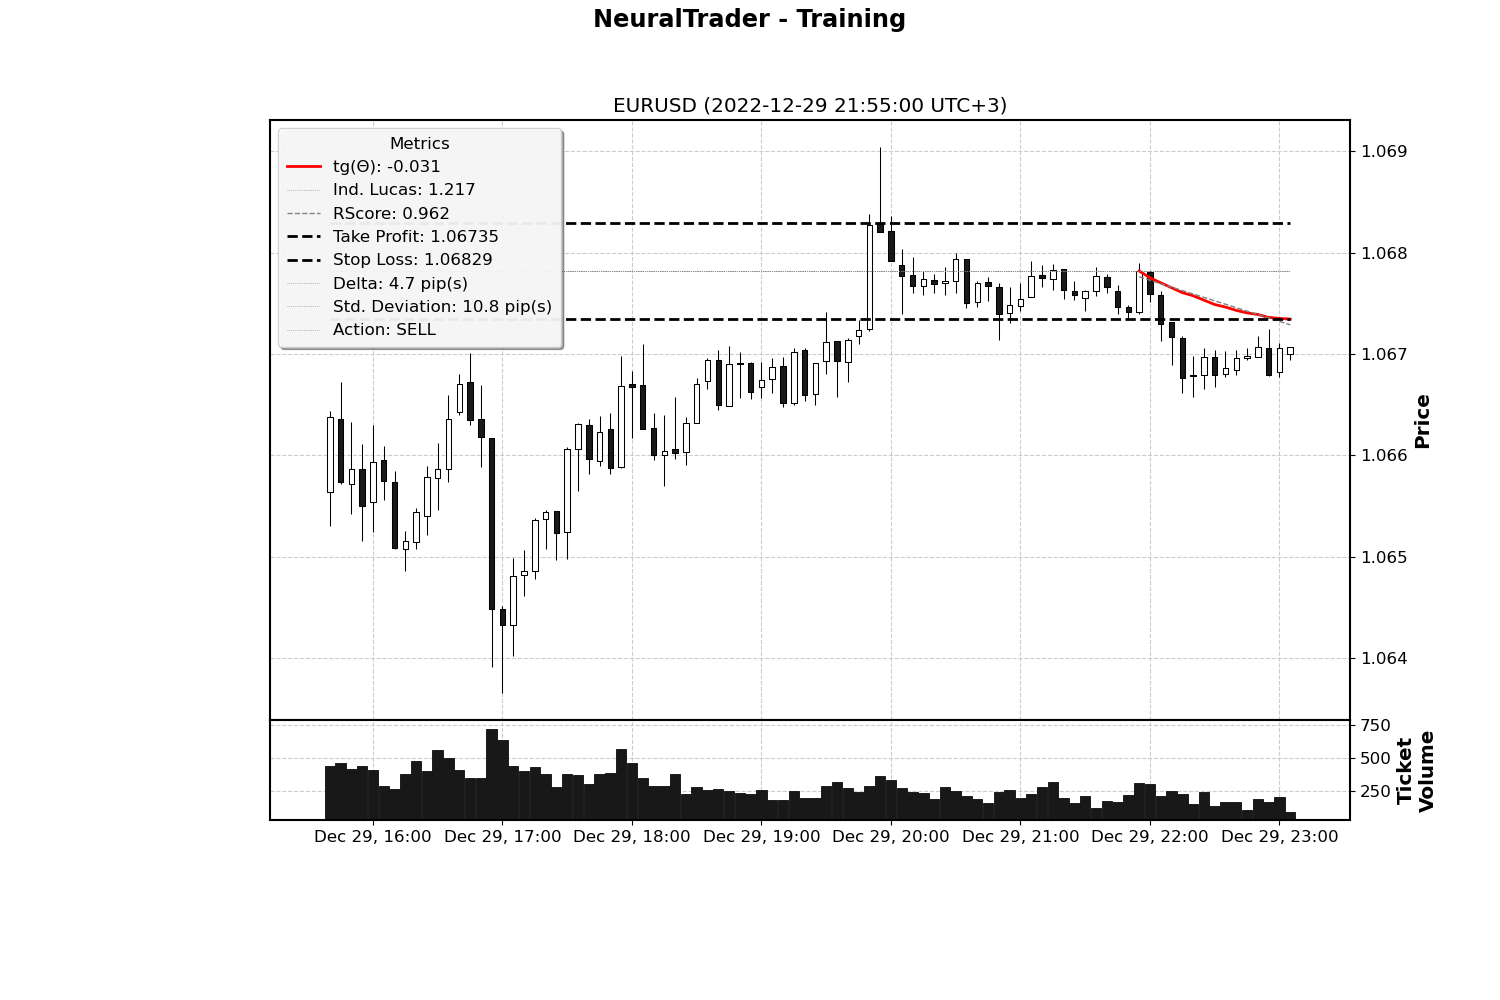 NeuralTrader - Training
EURUSD (2022-12-29 21:55:00 UTC+3)
Metrics
tg(Θ): -0.031
Ind. Lucas: 1.217
RScore: 0.962
Take Profit: 1.06735
Stop Loss: 1.06829
Delta: 4.7 pip(s)
Std. Deviation: 10.8 pip(s)
Action: SELL
1.069
1.068
1.067
1.066
1.065
1.064
Price
750
500
250
Ticket
Volume
Dec 29, 16:00 Dec 29, 17:00 Dec 29, 18:00 Dec 29, 19:00 Dec 29, 20:00 Dec 29, 21:00 Dec 29, 22:00 Dec 29, 23:00